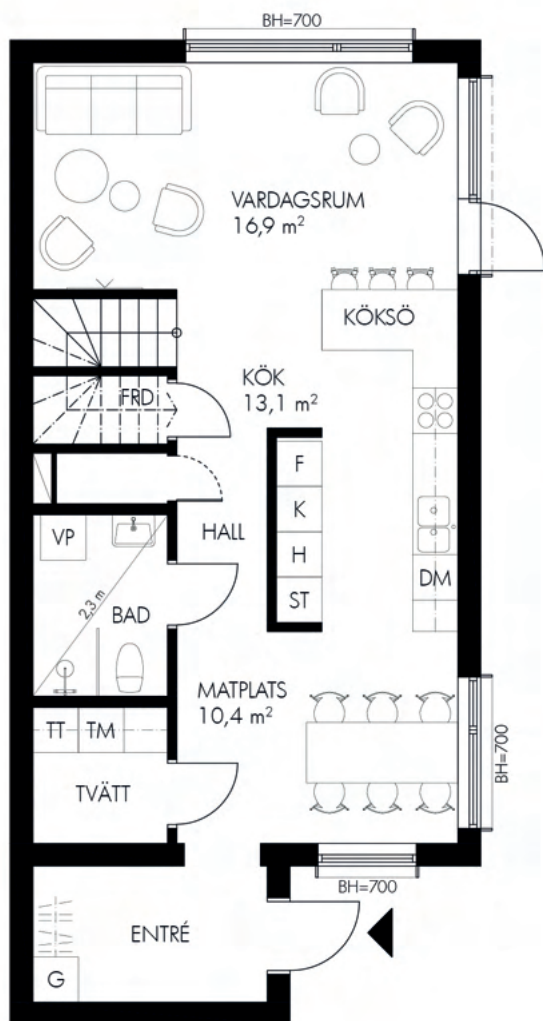 BH=700
VARDAGSRUM
16,9 m²
KÖKSÖ
KÖK
13,1 m²
FRD
F
K
H
ST
HALL
VP
2,3 m
BAD
DM
MATPLATS
10,4 m²
TT
TM
TVÄTT
BH=700
BH=700
ENTRÉ
G